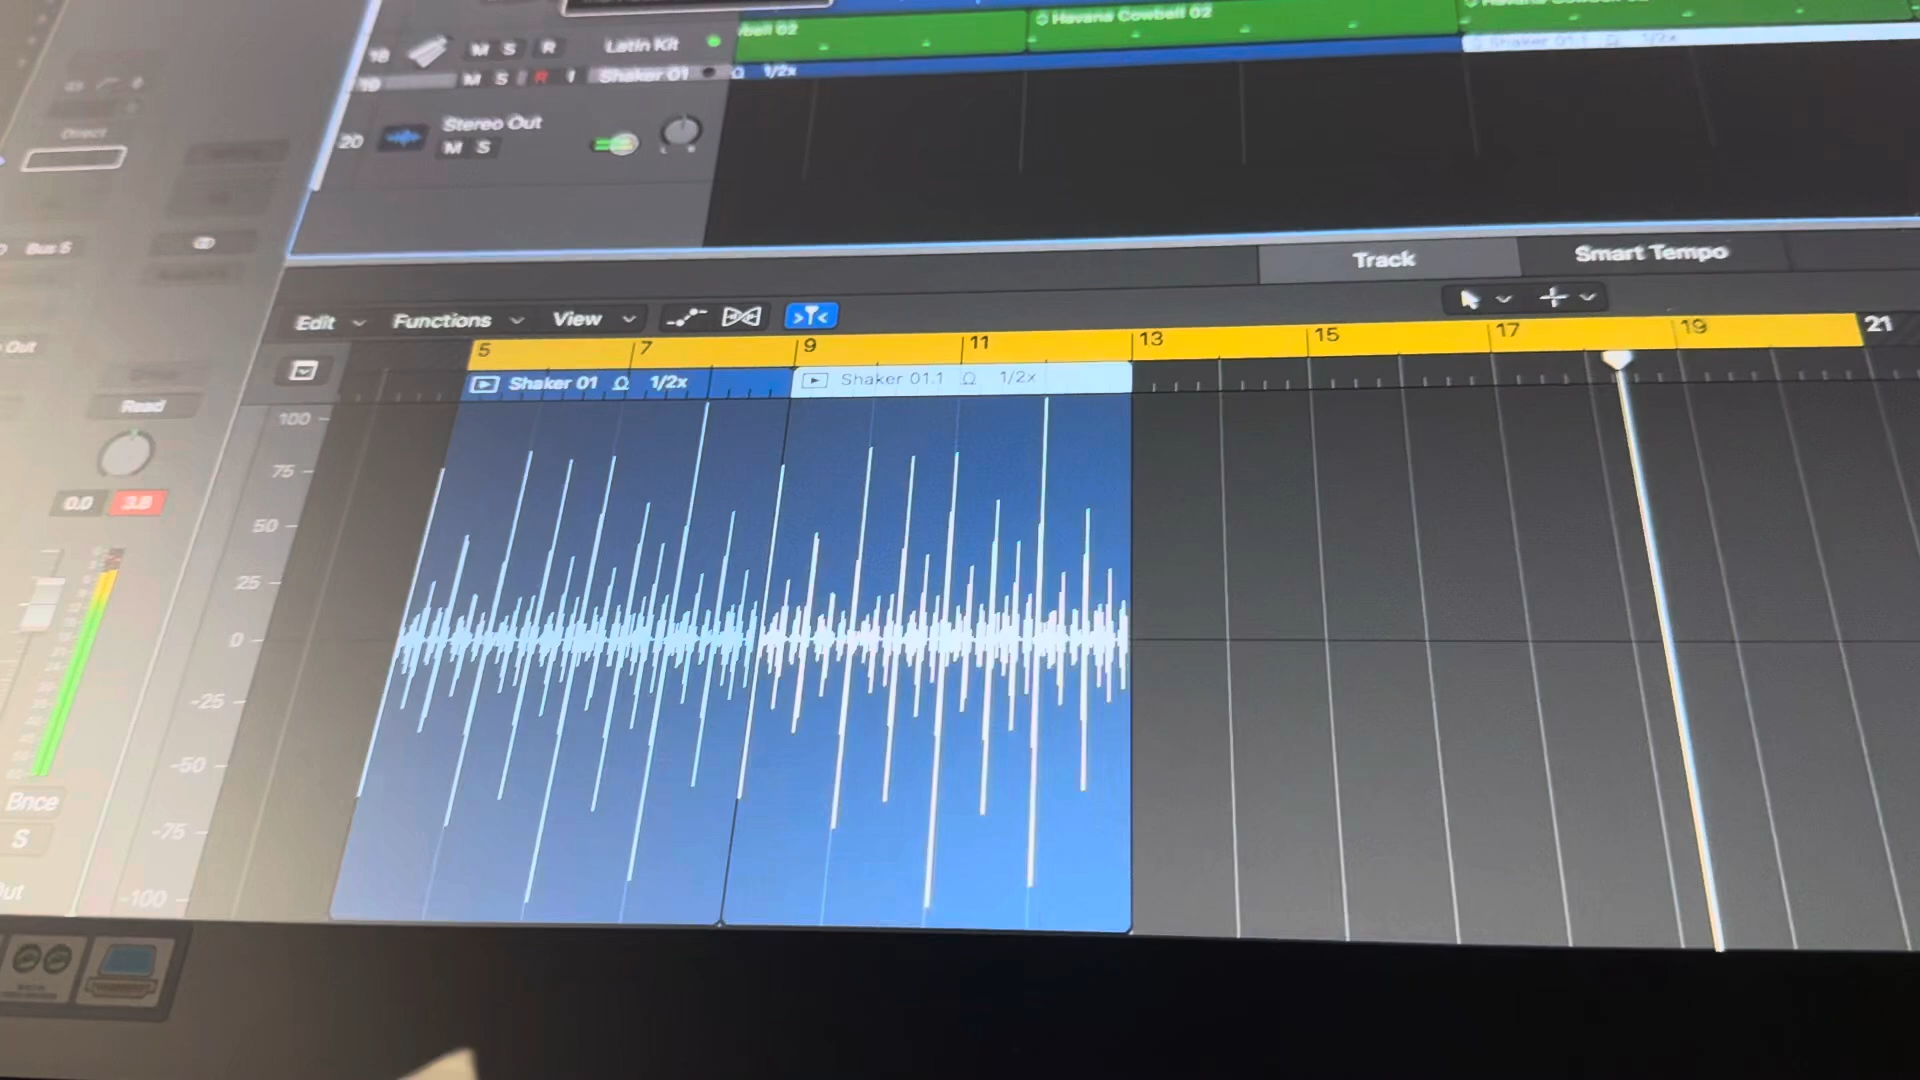 bell 02
Havana Cowbell 02
18 M S R Latin Kit
Shaker 01.1 1/2x
19 M S R I Shaker 01 1/2x
20 Stereo Out
M S
L R
Direct
Bus 5
Track Smart Tempo
Edit Functions View
Out
5 7 9 11 13 15 17 19 21
Shaker 01 1/2x Shaker 01.1 1/2x
Read
100
75
0.0 3.8
50
25
0
-25
-50
Bnce
-75
S
-100